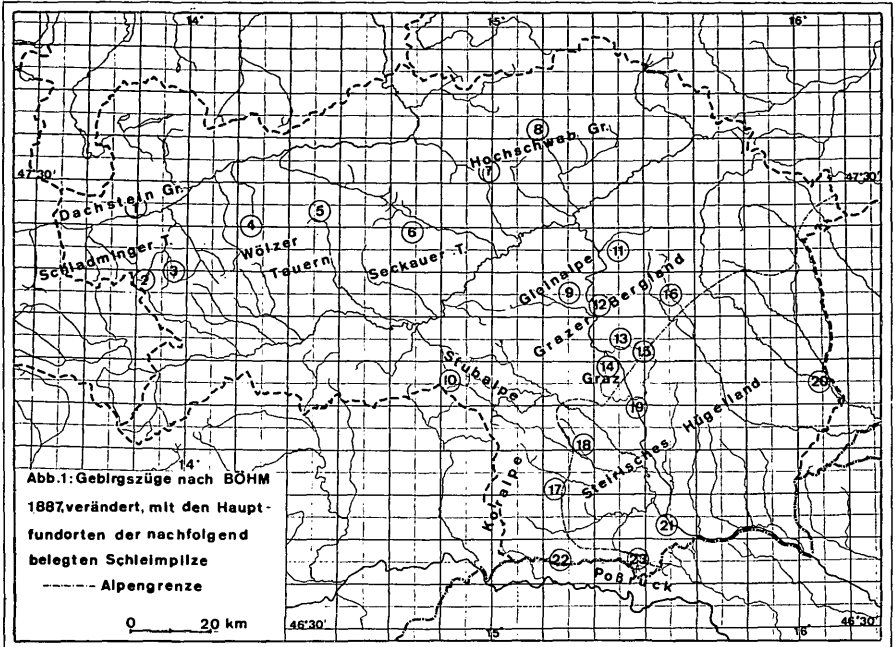 14°
15
16
8
Hochschwab Gr.
7
47°30'
47°30'
Dachstein Gr.
1
4
5
6
Wölzer
Tauern
Seckauer T.
Schladminger T.
2
3
11
Gleinalpe
9
12
16
Grazer Bergland
13
15
14
Graz
10
Stubalpe
20
19
Steirisches Hügelland
18
17
Koralpe
21
22
23
Poßruck
14°
Abb.1: Gebirgszüge nach BÖHM
1887, verändert, mit den Haupt-
fundorten der nachfolgend
belegten Schleimpilze
Alpengrenze
0 20 km
46°30'
15
16
46°30'